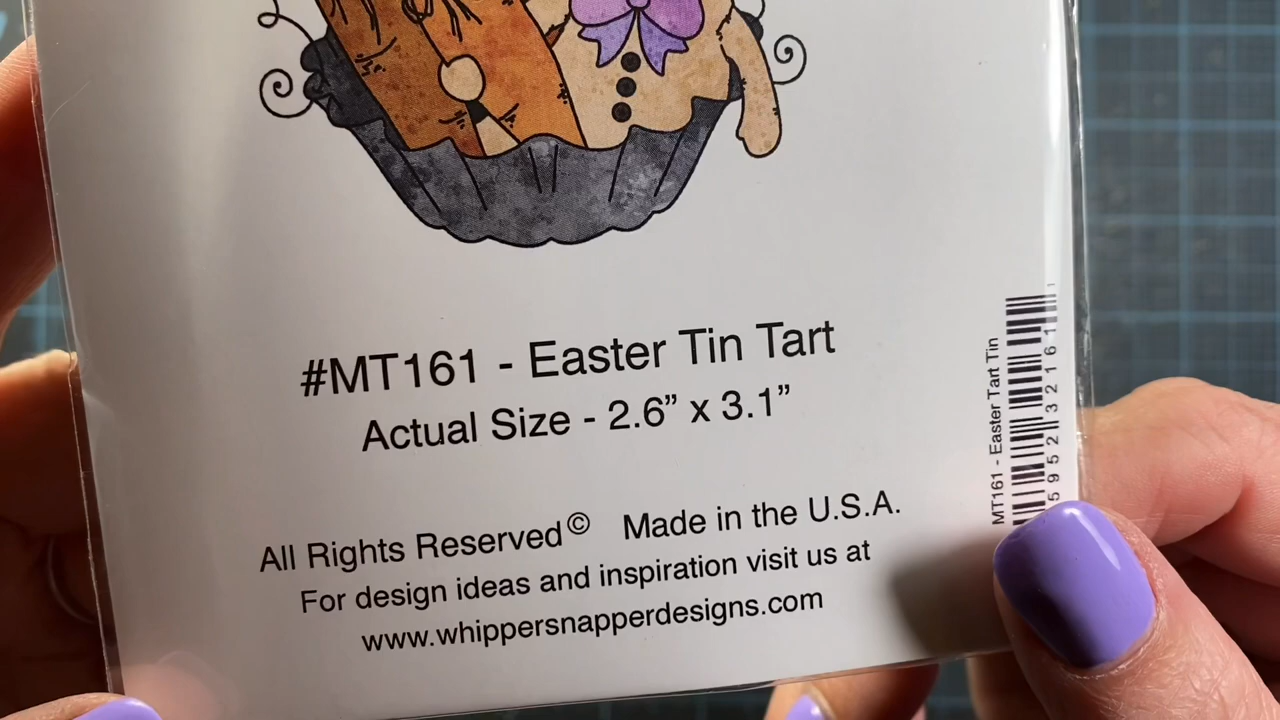 #MT161 - Easter Tin Tart
Actual Size - 2.6” x 3.1”
All Rights Reserved© Made in the U.S.A.
For design ideas and inspiration visit us at
www.whippersnapperdesigns.com
MT161 - Easter Tart Tin
5952321611